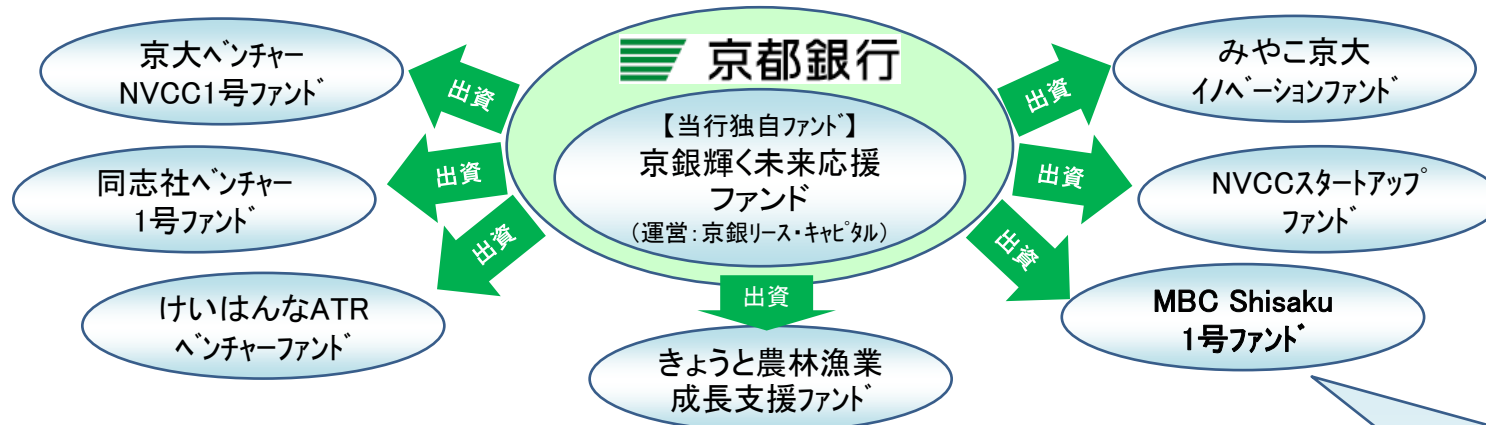 京都銀行
【当行独自ファンド】
京銀輝く未来応援
ファンド
(運営:京銀リース・キャピタル)
京大ベンチャー
NVCC1号ファンド
出資
同志社ベンチャー
1号ファンド
出資
けいはんなATR
ベンチャーファンド
出資
出資
きょうと農林漁業
成長支援ファンド
出資
みやこ京大
イノベーションファンド
出資
NVCCスタートアップ
ファンド
出資
MBC Shisaku
1号ファンド